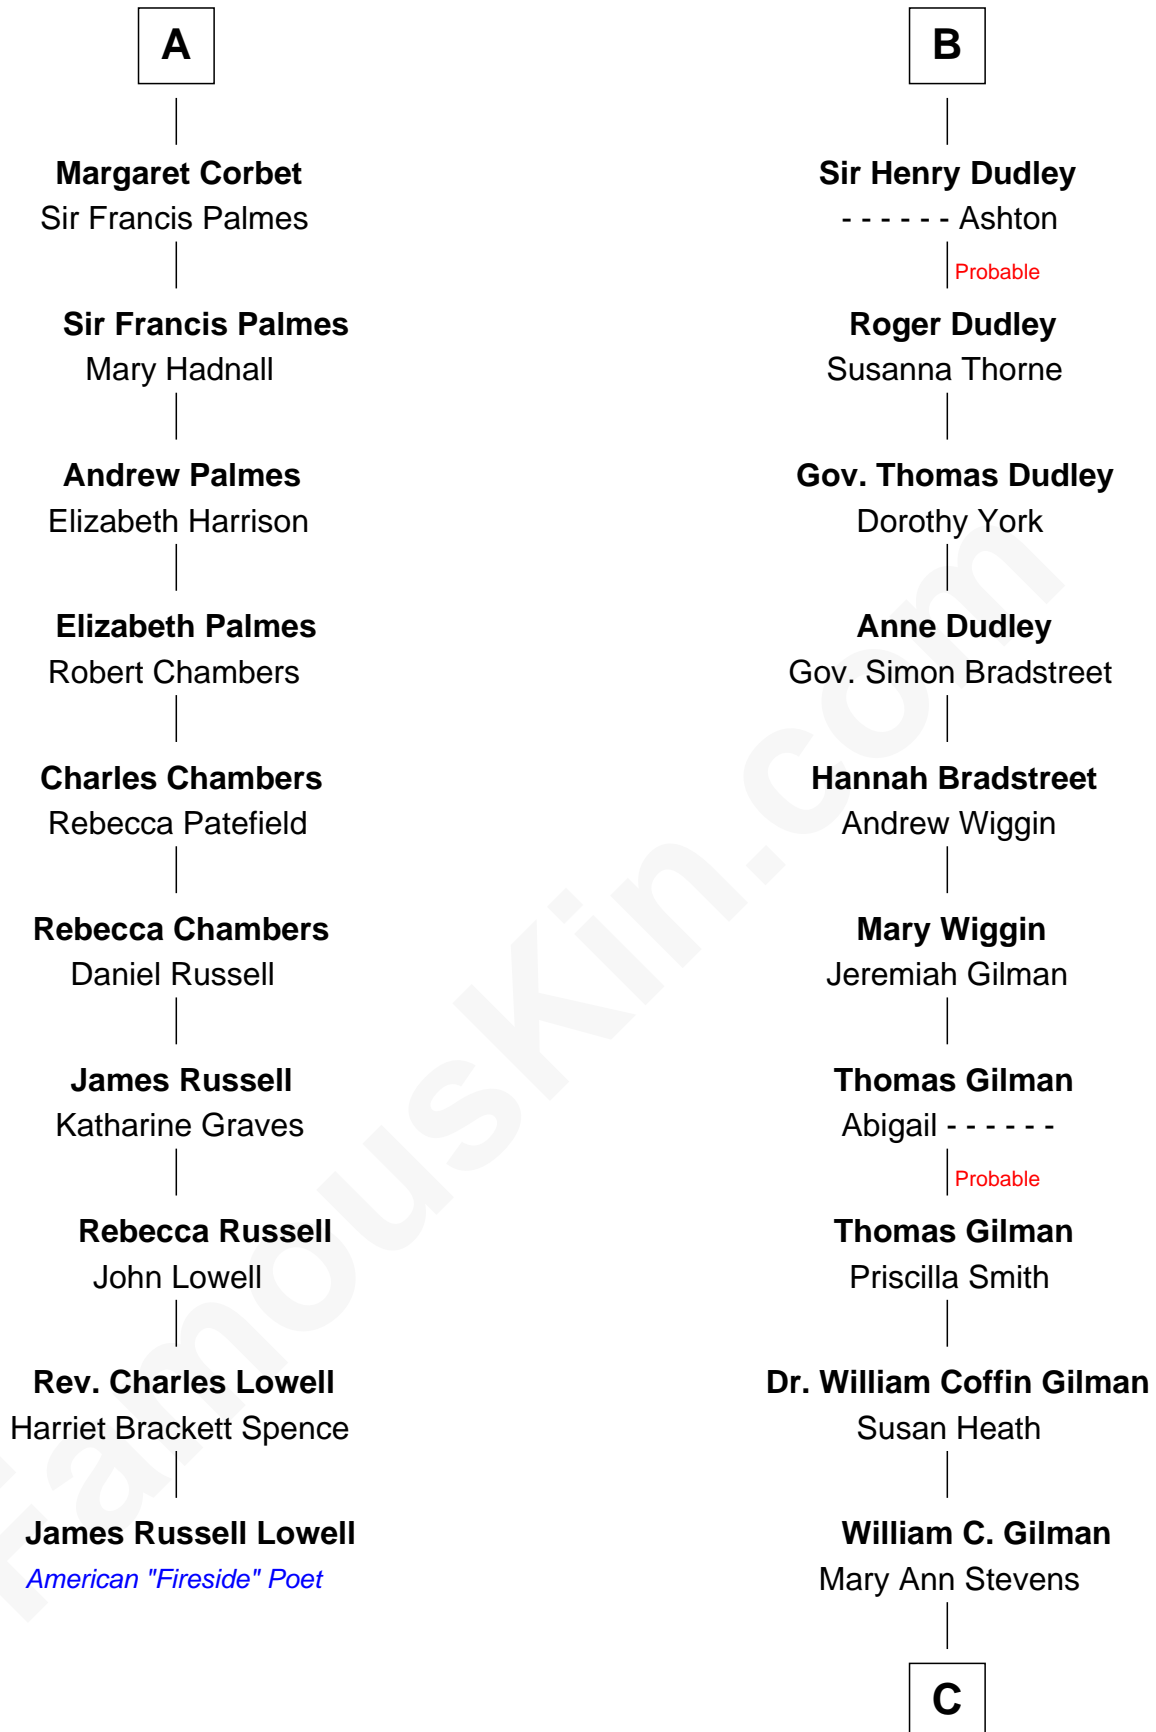 A
Margaret Corbet
Sir Francis Palmes
Sir Francis Palmes
Mary Hadnall
Andrew Palmes
Elizabeth Harrison
Elizabeth Palmes
Robert Chambers
Charles Chambers
Rebecca Patefield
Rebecca Chambers
Daniel Russell
James Russell
Katharine Graves
Rebecca Russell
John Lowell
Rev. Charles Lowell
Harriet Brackett Spence
James Russell Lowell
American "Fireside" Poet
B
Sir Henry Dudley
- - - - - - Ashton
Probable
Roger Dudley
Susanna Thorne
Gov. Thomas Dudley
Dorothy York
Anne Dudley
Gov. Simon Bradstreet
Hannah Bradstreet
Andrew Wiggin
Mary Wiggin
Jeremiah Gilman
Thomas Gilman
Abigail - - - - - -
Probable
Thomas Gilman
Priscilla Smith
Dr. William Coffin Gilman
Susan Heath
William C. Gilman
Mary Ann Stevens
C
FamousKin.com